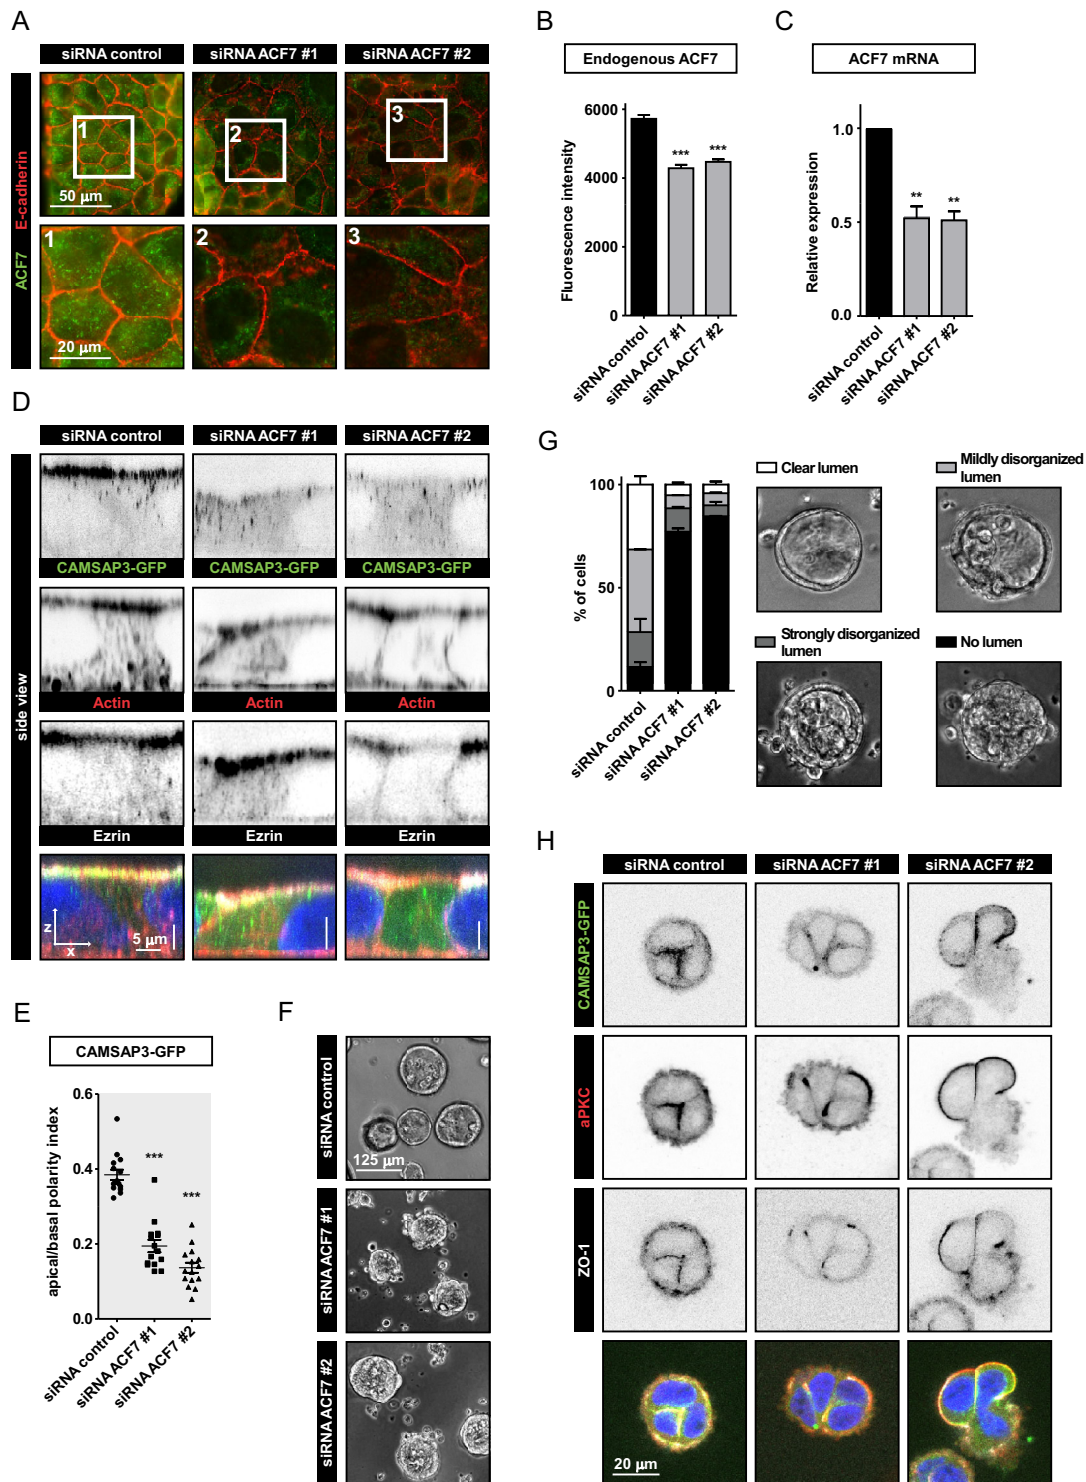 A
siRNA control
siRNA ACF7 #1
siRNA ACF7 #2
ACF7 E-cadherin
1
2
3
50 µm
1
2
3
20 µm
B
Endogenous ACF7
Fluorescence intensity
6000
4000
2000
0
***
***
siRNA control
siRNA ACF7 #1
siRNA ACF7 #2
C
ACF7 mRNA
Relative expression
1.0
0.5
0.0
**
**
siRNA control
siRNA ACF7 #1
siRNA ACF7 #2
D
siRNA control
siRNA ACF7 #1
siRNA ACF7 #2
side view
CAMSAP3-GFP
CAMSAP3-GFP
CAMSAP3-GFP
Actin
Actin
Actin
Ezrin
Ezrin
Ezrin
z
x
5 µm
E
CAMSAP3-GFP
apical/basal polarity index
0.6
0.4
0.2
0.0
***
***
siRNA control
siRNA ACF7 #1
siRNA ACF7 #2
F
siRNA control
125 µm
siRNA ACF7 #1
siRNA ACF7 #2
G
% of cells
100
50
0
siRNA control
siRNA ACF7 #1
siRNA ACF7 #2
Clear lumen
Mildly disorganized
lumen
Strongly disorganized
lumen
No lumen
H
siRNA control
siRNA ACF7 #1
siRNA ACF7 #2
CAMSAP3-GFP
aPKC
ZO-1
20 µm